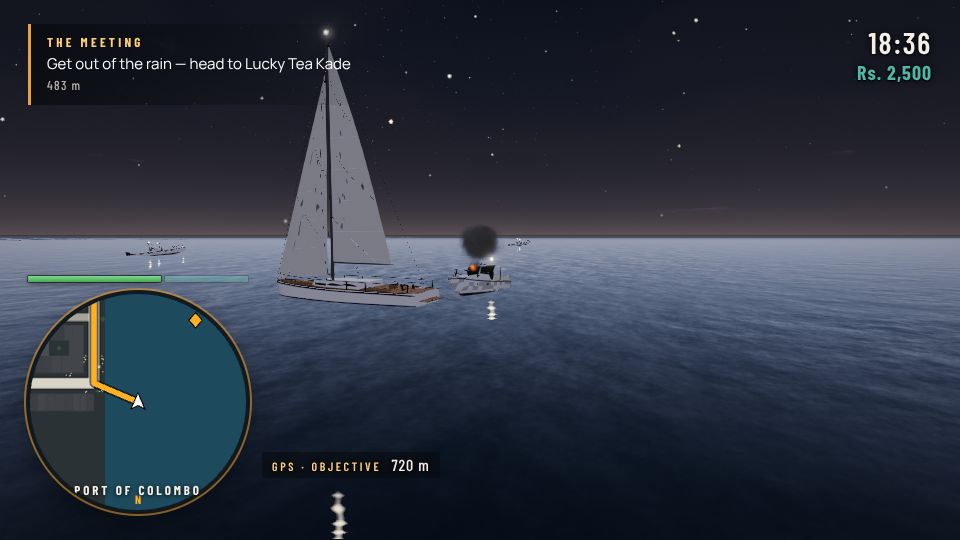 THE MEETING
Get out of the rain — head to Lucky Tea Kade
483 m
18:36
Rs. 2,500
GPS · OBJECTIVE 720 m
PORT OF COLOMBO
N